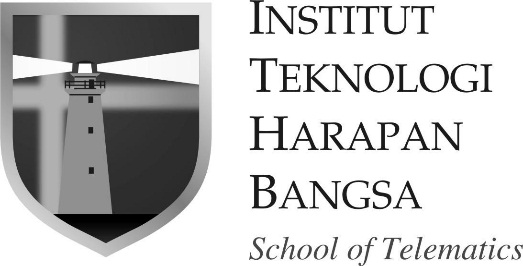 INSTITUT
TEKNOLOGI
HARAPAN
BANGSA
School of Telematics